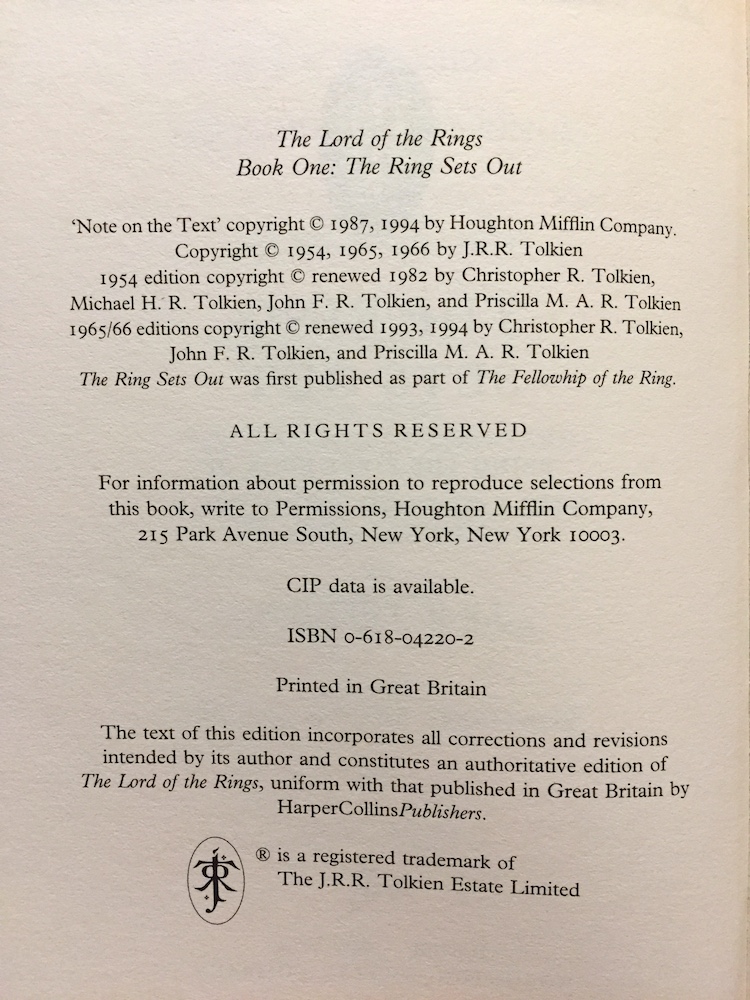 The Lord of the Rings
Book One: The Ring Sets Out
‘Note on the Text’ copyright © 1987, 1994 by Houghton Mifflin Company.
Copyright © 1954, 1965, 1966 by J.R.R. Tolkien
1954 edition copyright © renewed 1982 by Christopher R. Tolkien,
Michael H. R. Tolkien, John F. R. Tolkien, and Priscilla M. A. R. Tolkien
1965/66 editions copyright © renewed 1993, 1994 by Christopher R. Tolkien,
John F. R. Tolkien, and Priscilla M. A. R. Tolkien
The Ring Sets Out was first published as part of The Fellowhip of the Ring.
ALL RIGHTS RESERVED
For information about permission to reproduce selections from
this book, write to Permissions, Houghton Mifflin Company,
215 Park Avenue South, New York, New York 10003.
CIP data is available.
ISBN 0-618-04220-2
Printed in Great Britain
The text of this edition incorporates all corrections and revisions
intended by its author and constitutes an authoritative edition of
The Lord of the Rings, uniform with that published in Great Britain by
HarperCollinsPublishers.
® is a registered trademark of
The J.R.R. Tolkien Estate Limited